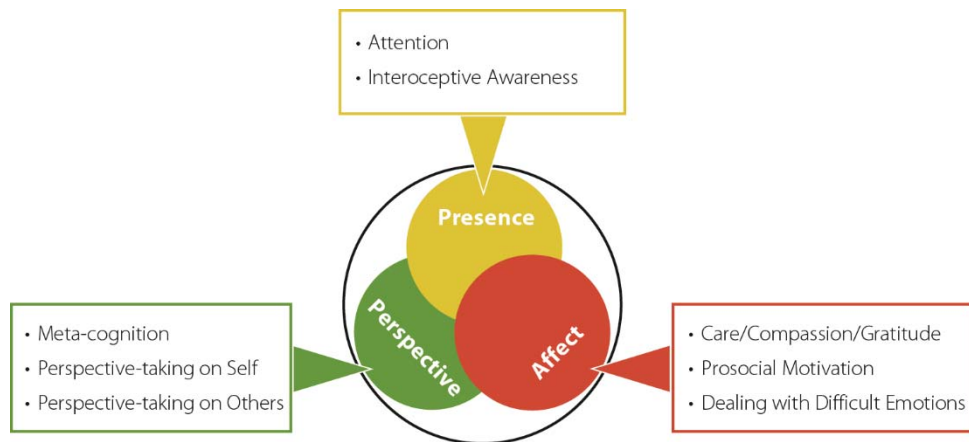 • Attention
• Interoceptive Awareness
Presence
Perspective
Affect
• Meta-cognition
• Perspective-taking on Self
• Perspective-taking on Others
• Care/Compassion/Gratitude
• Prosocial Motivation
• Dealing with Difficult Emotions